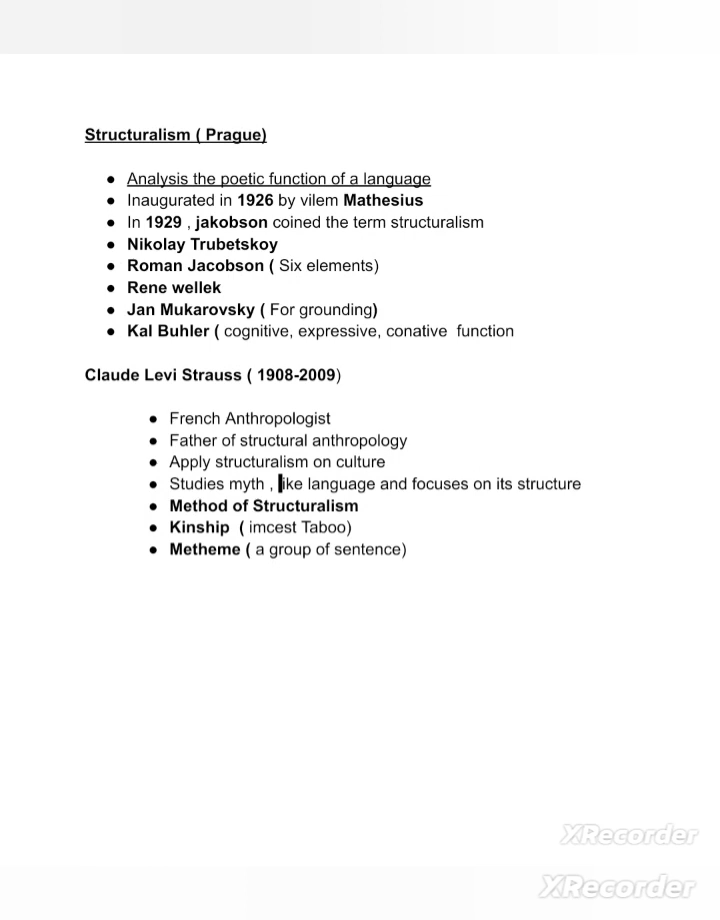 Structuralism ( Prague)
● Analysis the poetic function of a language
● Inaugurated in 1926 by vilem Mathesius
● In 1929 , jakobson coined the term structuralism
● Nikolay Trubetskoy
● Roman Jacobson ( Six elements)
● Rene wellek
● Jan Mukarovsky ( For grounding)
● Kal Buhler ( cognitive, expressive, conative function
Claude Levi Strauss ( 1908-2009)
● French Anthropologist
● Father of structural anthropology
● Apply structuralism on culture
● Studies myth , like language and focuses on its structure
● Method of Structuralism
● Kinship ( imcest Taboo)
● Metheme ( a group of sentence)
XRecorder
XRecorder